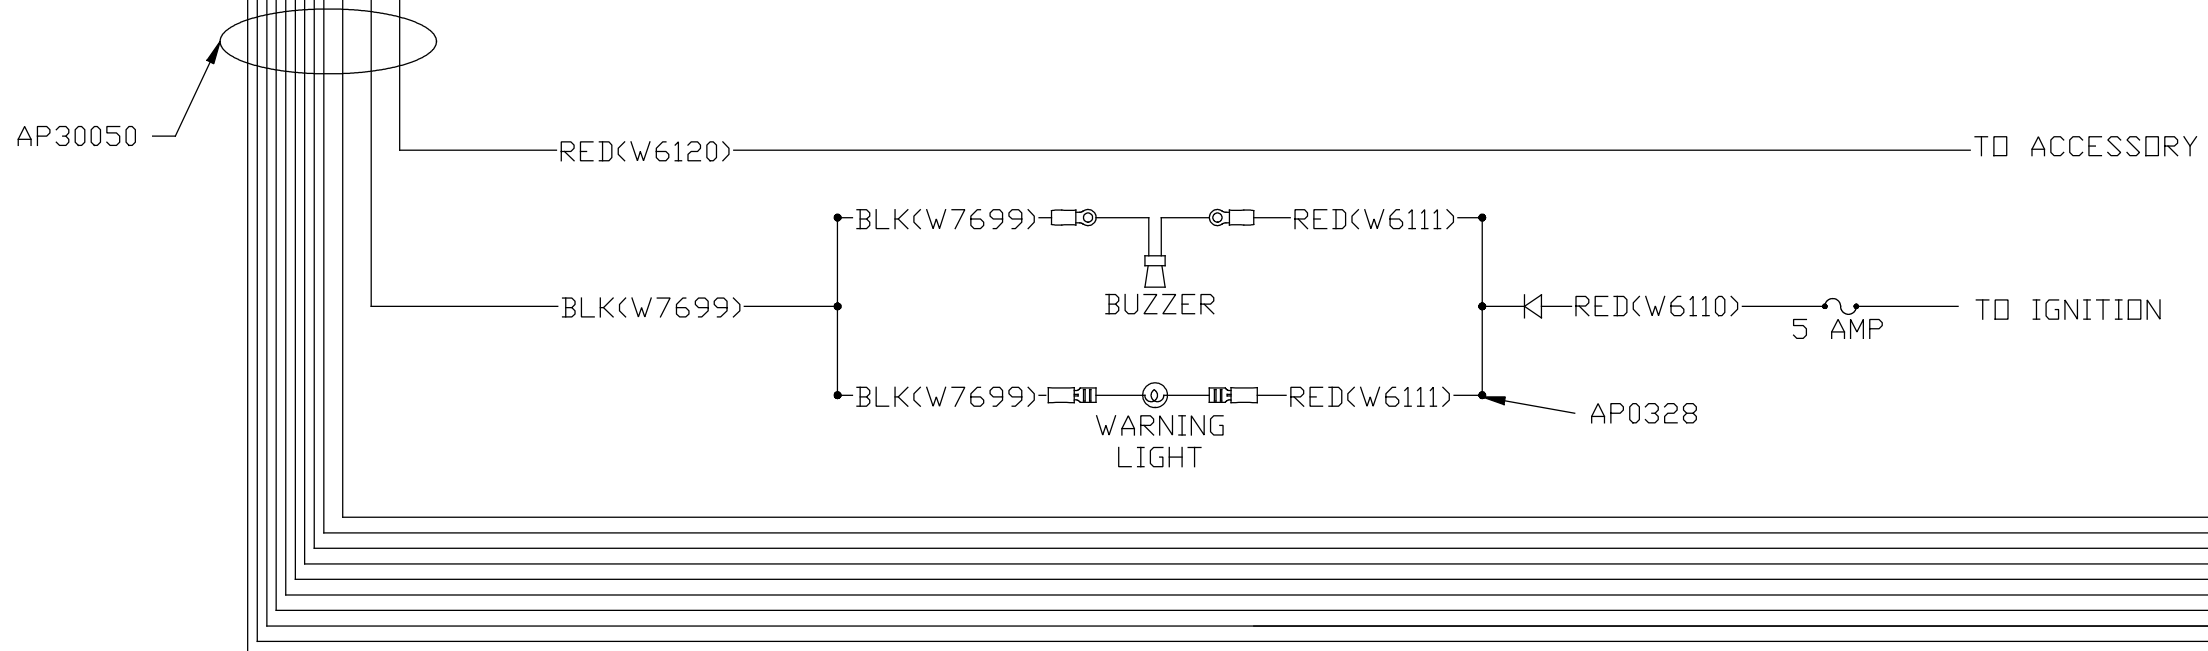 AP30050
RED(W6120)
TO ACCESSORY
BLK(W7699)
RED(W6111)
BUZZER
BLK(W7699)
RED(W6110)
5 AMP
TO IGNITION
BLK(W7699)
RED(W6111)
WARNING
LIGHT
AP0328